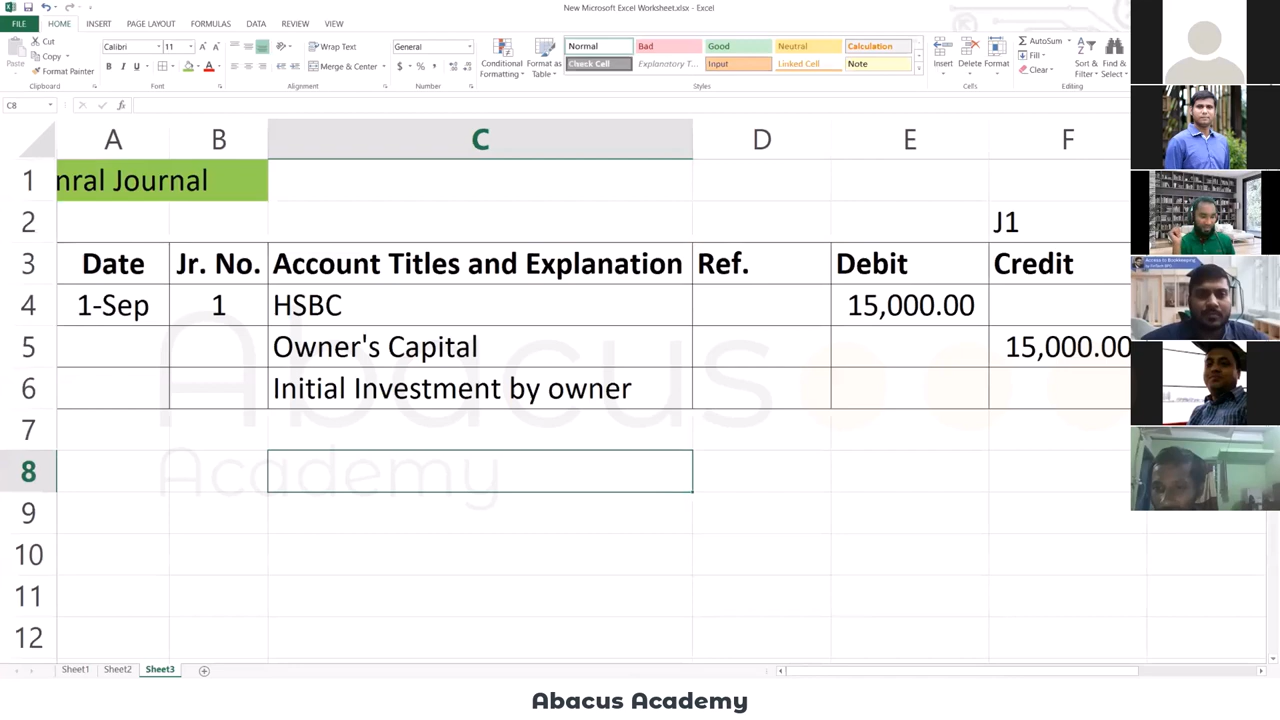 New Microsoft Excel Worksheet.xlsx - Excel
FILE HOME INSERT PAGE LAYOUT FORMULAS DATA REVIEW VIEW
Paste Cut Copy Format Painter
Calibri 11 B I U A
Wrap Text Merge & Center
General $ % ,
Conditional Formatting Format as Table
Normal Bad Good Neutral Calculation
Check Cell Explanatory T... Input Linked Cell Note
Insert Delete Format
AutoSum Fill Clear
Sort & Filter Find & Select
Clipboard Font Alignment Number Styles Cells Editing
C8 fx
A B C D E F
1 nral Journal
2 J1
3 Date Jr. No. Account Titles and Explanation Ref. Debit Credit
4 1-Sep 1 HSBC 15,000.00
5 Owner's Capital 15,000.00
6 Initial Investment by owner
7
8
9
10
11
12
Abacus
Academy
Sheet1 Sheet2 Sheet3
Abacus Academy